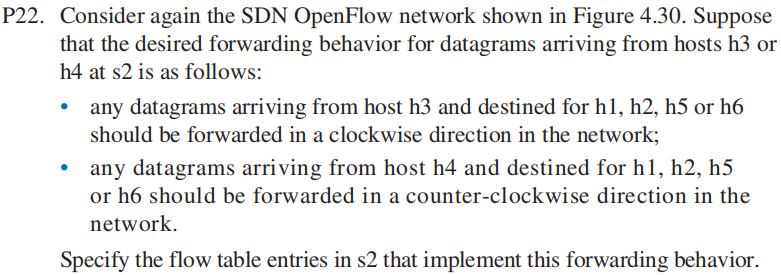 P22. Consider again the SDN OpenFlow network shown in Figure 4.30. Suppose
that the desired forwarding behavior for datagrams arriving from hosts h3 or
h4 at s2 is as follows:
• any datagrams arriving from host h3 and destined for h1, h2, h5 or h6
should be forwarded in a clockwise direction in the network;
• any datagrams arriving from host h4 and destined for h1, h2, h5
or h6 should be forwarded in a counter-clockwise direction in the
network.
Specify the flow table entries in s2 that implement this forwarding behavior.